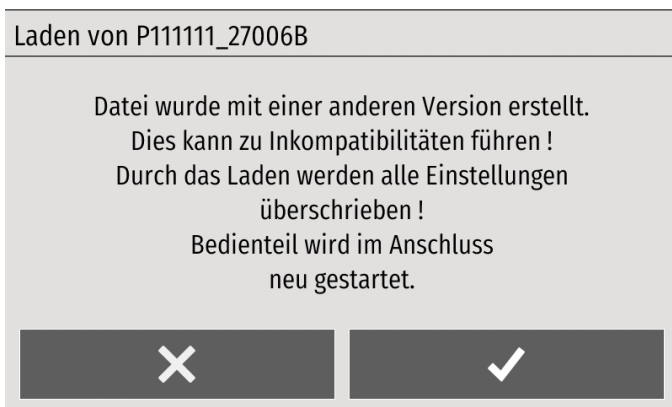 Laden von P111111_27006B
Datei wurde mit einer anderen Version erstellt.
Dies kann zu Inkompatibilitäten führen !
Durch das Laden werden alle Einstellungen
überschrieben !
Bedienteil wird im Anschluss
neu gestartet.